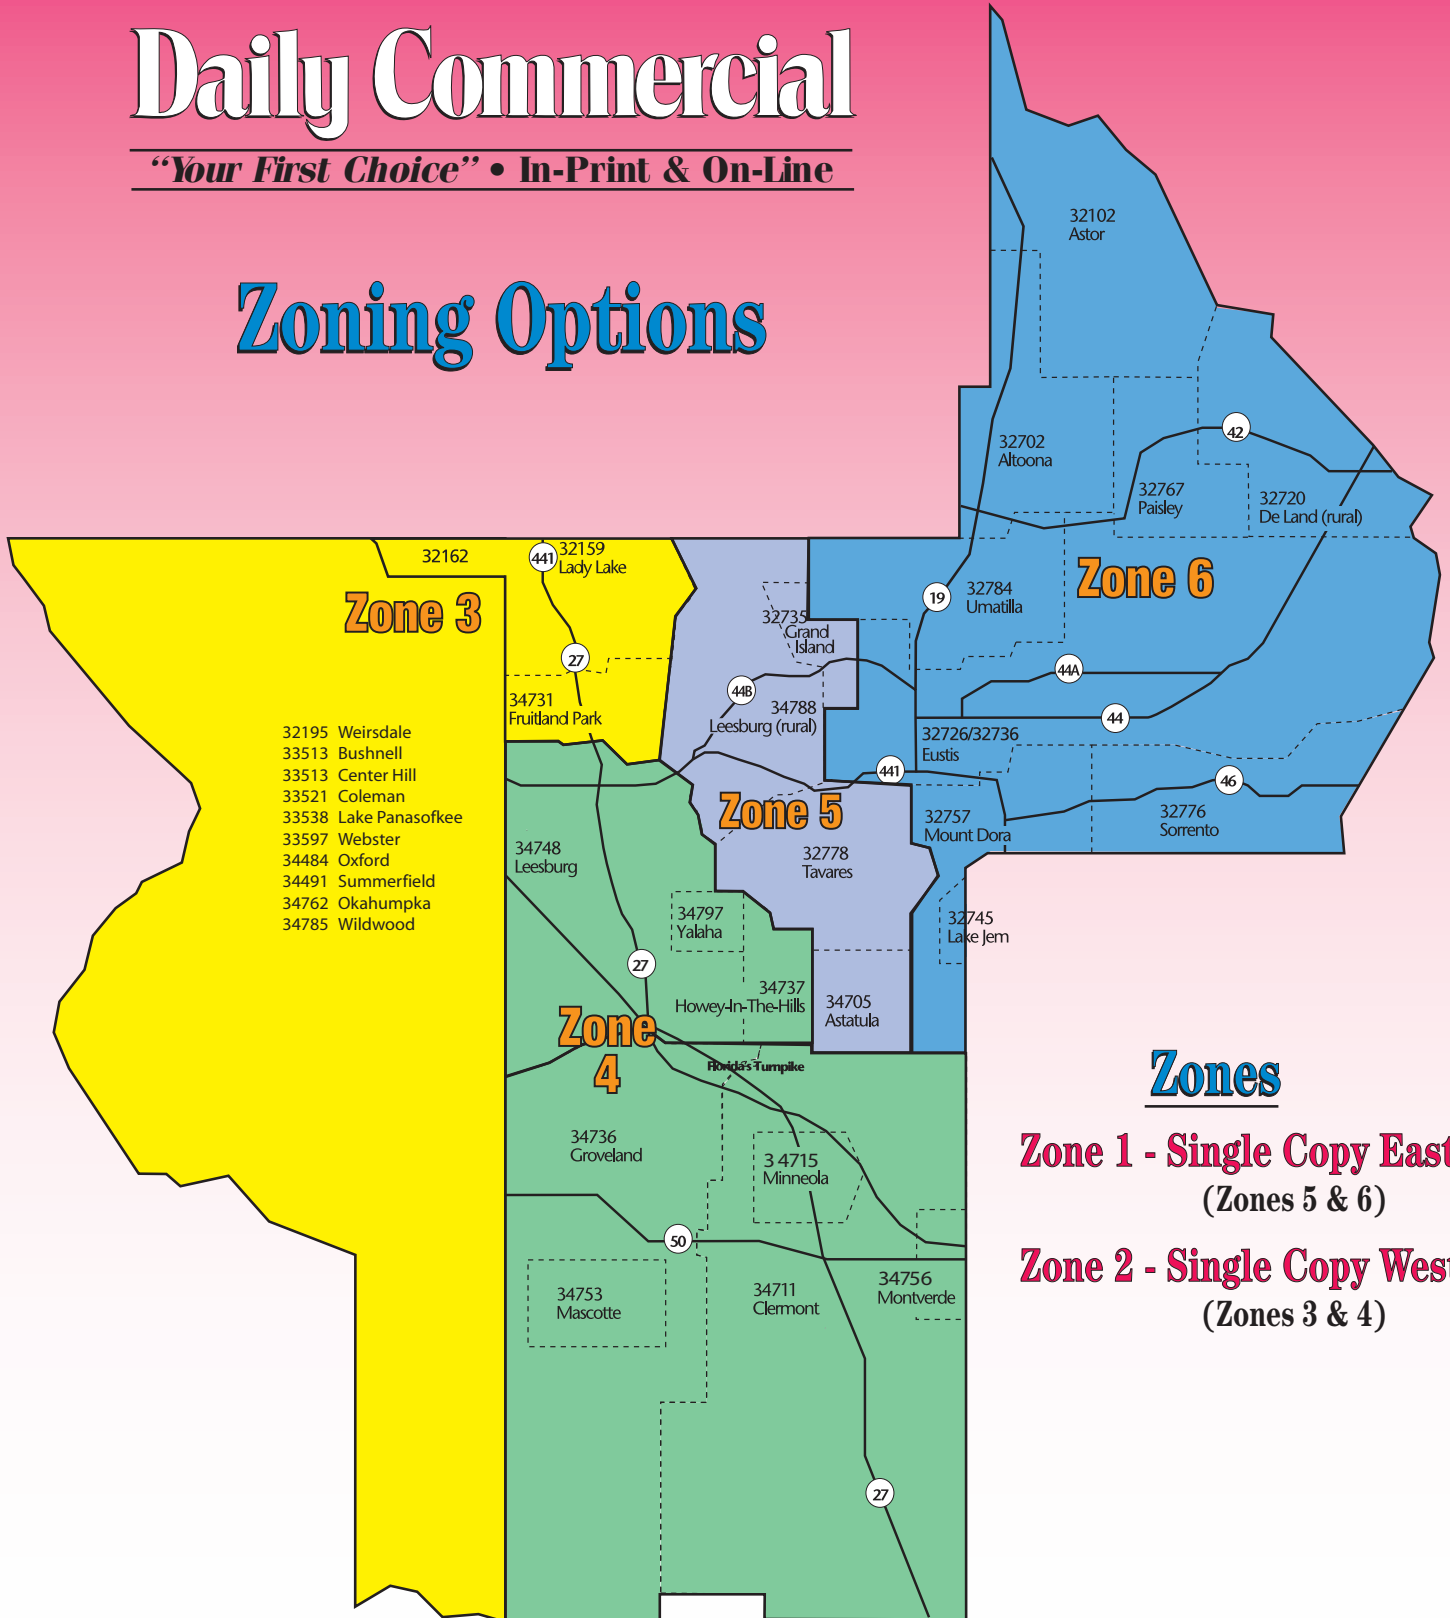 Daily Commercial
“Your First Choice” • In-Print & On-Line
Zoning Options
32102
Astor
42
32702
Altoona
32767
Paisley
32720
De Land (rural)
32162
441
32159
Lady Lake
Zone 3
27
34731
Fruitland Park
32735
Grand
Island
19
32784
Umatilla
Zone 6
44A
44B
34788
Leesburg (rural)
44
32726/32736
Eustis
441
46
32195 Weirsdale
33513 Bushnell
33513 Center Hill
33521 Coleman
33538 Lake Panasofkee
33597 Webster
34484 Oxford
34491 Summerfield
34762 Okahumpka
34785 Wildwood
Zone 5
32757
Mount Dora
32776
Sorrento
34748
Leesburg
32778
Tavares
34797
Yalaha
32745
Lake Jem
27
34737
Howey-In-The-Hills
34705
Astatula
Zone
4
Florida's Turnpike
34736
Groveland
3 4715
Minneola
50
34753
Mascotte
34711
Clermont
34756
Montverde
27
Zones
Zone 1 - Single Copy East
(Zones 5 & 6)
Zone 2 - Single Copy West
(Zones 3 & 4)